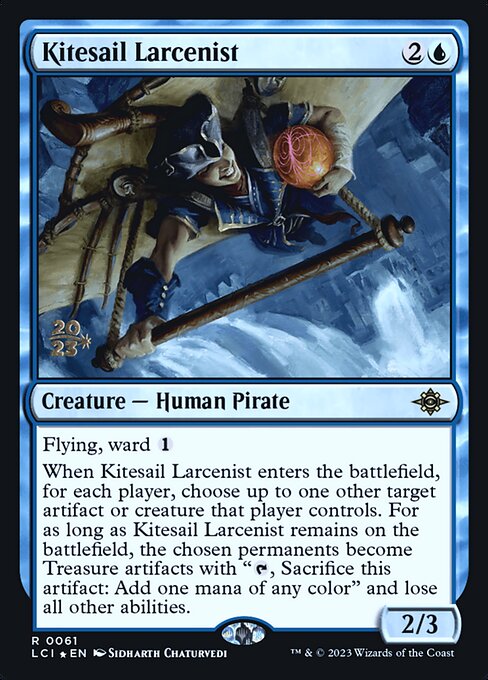 Kitesail Larcenist 2
20
23
Creature — Human Pirate
Flying, ward 1
When Kitesail Larcenist enters the battlefield,
for each player, choose up to one other target
artifact or creature that player controls. For
as long as Kitesail Larcenist remains on the
battlefield, the chosen permanents become
Treasure artifacts with “, Sacrifice this
artifact: Add one mana of any color” and lose
all other abilities.
2/3
R 0061
LCI ★ EN Sidharth Chaturvedi
™ & © 2023 Wizards of the Coast